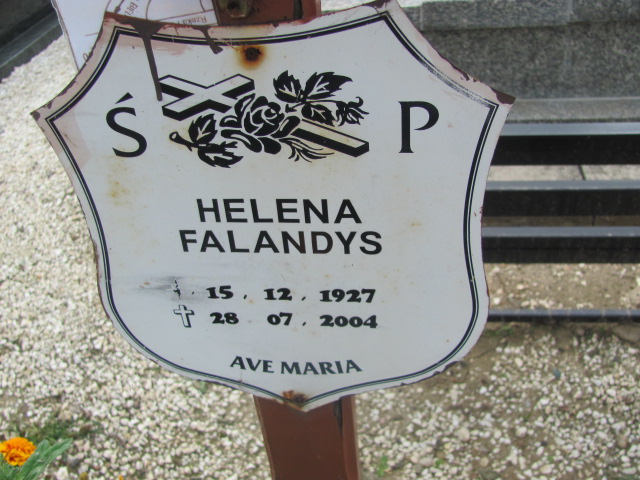 Ś P
HELENA
FALANDYS
15 . 12 . 1927
28 07 . 2004
AVE MARIA